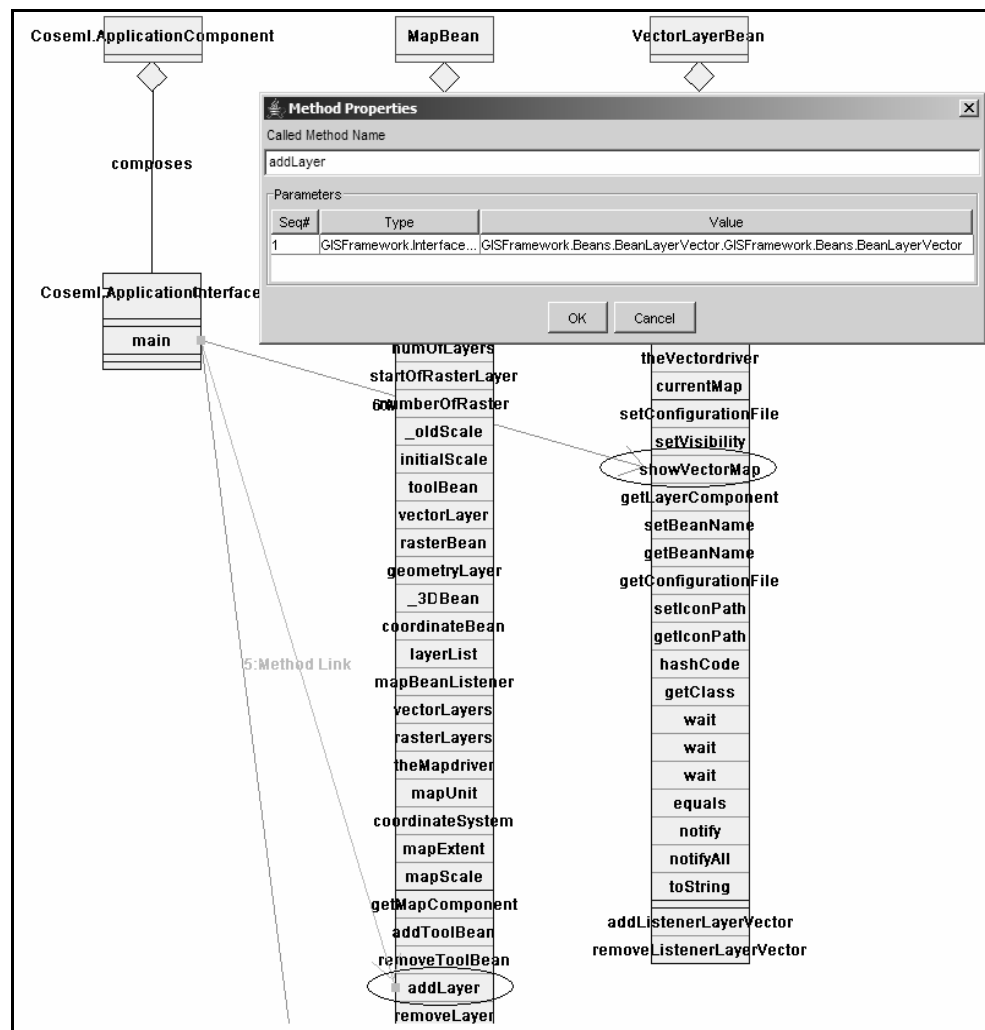 Coseml.ApplicationComponent
MapBean
VectorLayerBean
composes
Method Properties
Called Method Name
addLayer
Parameters
Seq# Type Value
1 GISFramework.Interface... GISFramework.Beans.BeanLayerVector.GISFramework.Beans.BeanLayerVector
OK Cancel
Coseml.ApplicationInterface
main
5:Method Link
numOfLayers
startOfRasterLayer
numberOfRaster
_oldScale
initialScale
toolBean
vectorLayer
rasterBean
geometryLayer
_3DBean
coordinateBean
layerList
mapBeanListener
vectorLayers
rasterLayers
theMapdriver
mapUnit
coordinateSystem
mapExtent
mapScale
getMapComponent
addToolBean
removeToolBean
addLayer
removeLayer
theVectordriver
currentMap
setConfigurationFile
setVisibility
showVectorMap
getLayerComponent
setBeanName
getBeanName
getConfigurationFile
setIconPath
getIconPath
hashCode
getClass
wait
wait
wait
equals
notify
notifyAll
toString
addListenerLayerVector
removeListenerLayerVector